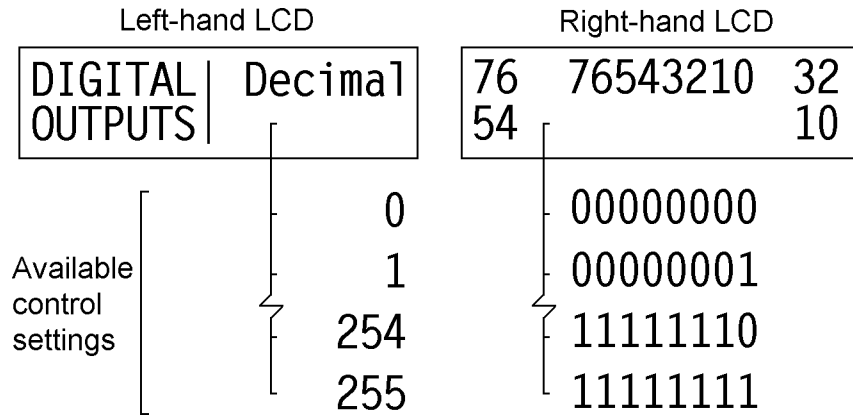 Left-hand LCD Right-hand LCD
DIGITAL Decimal 76 76543210 32
OUTPUTS 54 10
0 00000000
Available
control
settings
1 00000001
254 11111110
255 11111111